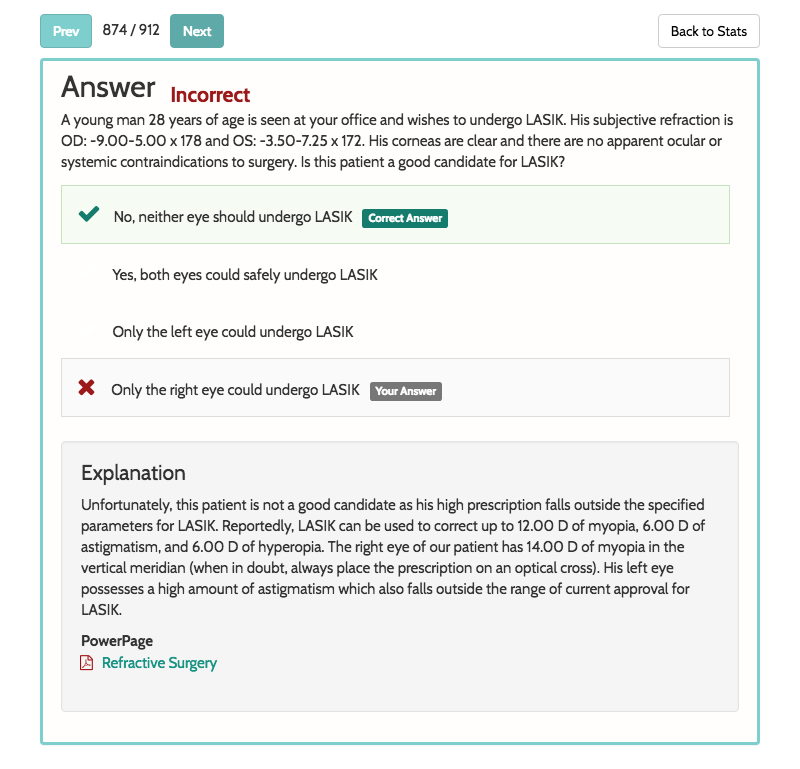 Prev 874 / 912 Next Back to Stats
Answer Incorrect
A young man 28 years of age is seen at your office and wishes to undergo LASIK. His subjective refraction is
OD: -9.00-5.00 x 178 and OS: -3.50-7.25 x 172. His corneas are clear and there are no apparent ocular or
systemic contraindications to surgery. Is this patient a good candidate for LASIK?
No, neither eye should undergo LASIK Correct Answer
Yes, both eyes could safely undergo LASIK
Only the left eye could undergo LASIK
Only the right eye could undergo LASIK Your Answer
Explanation
Unfortunately, this patient is not a good candidate as his high prescription falls outside the specified
parameters for LASIK. Reportedly, LASIK can be used to correct up to 12.00 D of myopia, 6.00 D of
astigmatism, and 6.00 D of hyperopia. The right eye of our patient has 14.00 D of myopia in the
vertical meridian (when in doubt, always place the prescription on an optical cross). His left eye
possesses a high amount of astigmatism which also falls outside the range of current approval for
LASIK.
PowerPage
Refractive Surgery